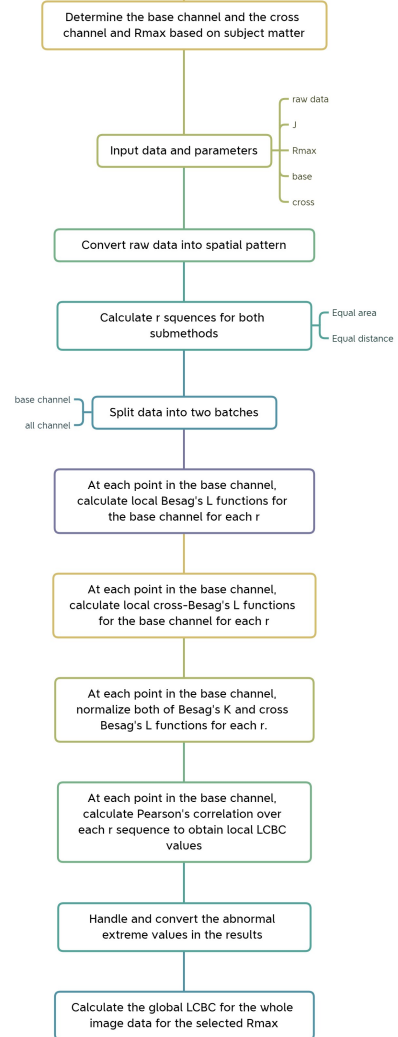 Determine the base channel and the cross
channel and Rmax based on subject matter
raw data
J
Input data and parameters
Rmax
base
cross
Convert raw data into spatial pattern
Calculate r squences for both
submethods
Equal area
Equal distance
base channel
all channel
Split data into two batches
At each point in the base channel,
calculate local Besag's L functions for
the base channel for each r
At each point in the base channel,
calculate local cross-Besag's L functions
for the base channel for each r
At each point in the base channel,
normalize both of Besag's K and cross
Besag's L functions for each r.
At each point in the base channel,
calculate Pearson's correlation over
each r sequence to obtain local LCBC
values
Handle and convert the abnormal
extreme values in the results
Calculate the global LCBC for the whole
image data for the selected Rmax